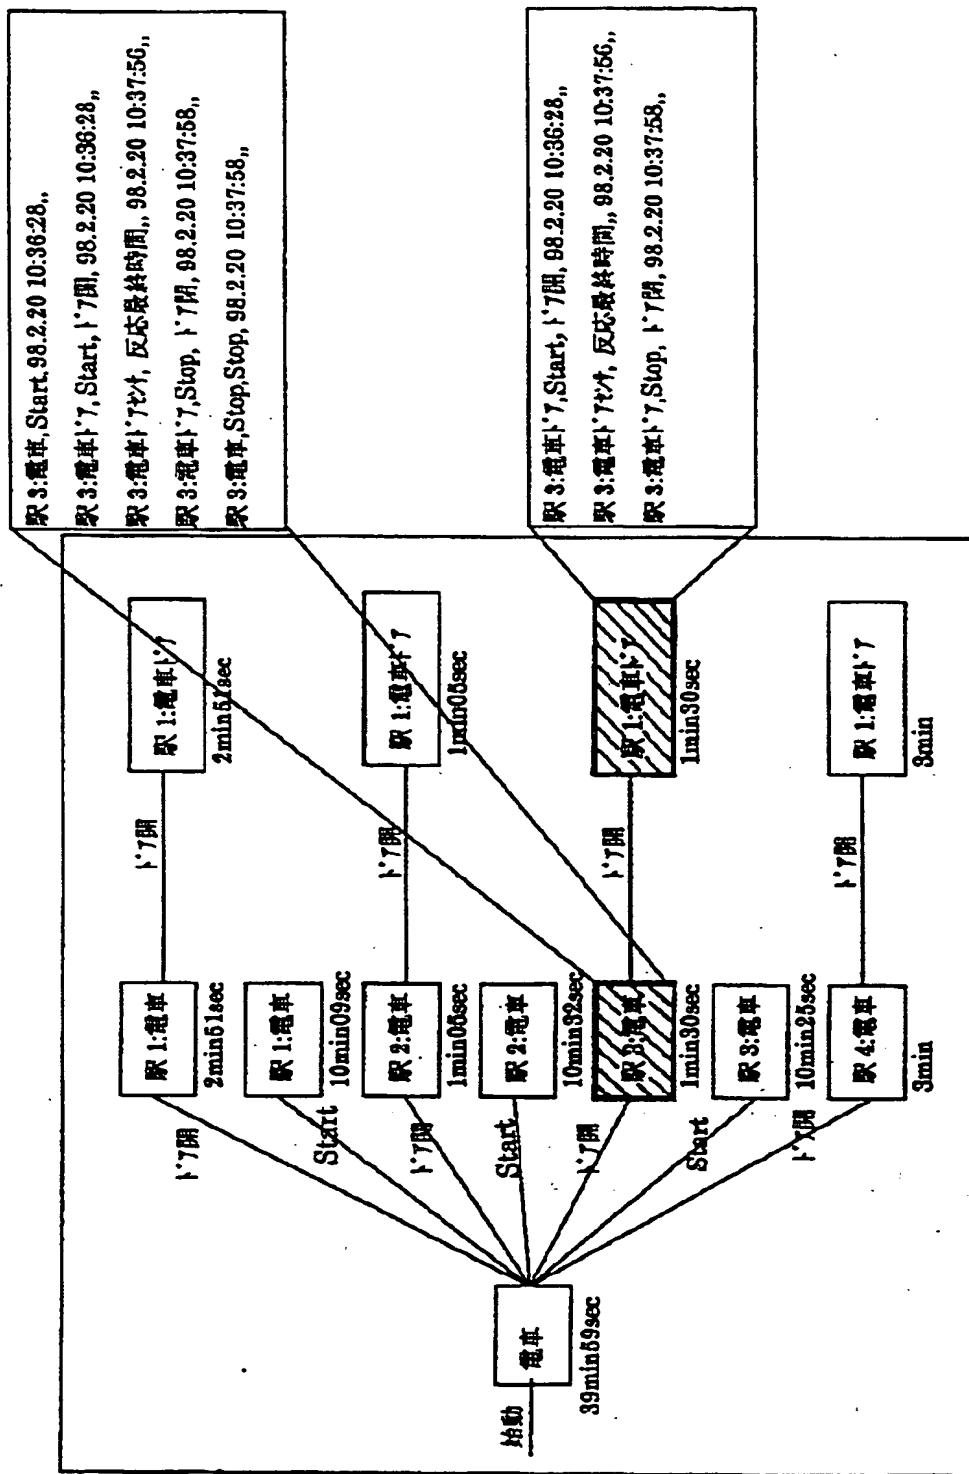 駅3:電車,Start,98.2.20 10:36:28,,
駅3:電車ﾄﾞｱ,Start,ﾄﾞｱ開,98.2.20 10:36:28,,
駅3:電車ﾄﾞｱｾﾝｻ,反応最終時間,,98.2.20 10:37:56,,
駅3:電車ﾄﾞｱ,Stop,ﾄﾞｱ閉,98.2.20 10:37:58,,
駅3:電車,Stop,Stop,98.2.20 10:37:58,,
駅3:電車ﾄﾞｱ,Start,ﾄﾞｱ開,98.2.20 10:36:28,,
駅3:電車ﾄﾞｱｾﾝｻ,反応最終時間,,98.2.20 10:37:56,,
駅3:電車ﾄﾞｱ,Stop,ﾄﾞｱ閉,98.2.20 10:37:58,,
始動
電車
39min59sec
ﾄﾞｱ開
駅1:電車
2min51sec
ﾄﾞｱ開
駅1:電車ﾄﾞｱ
2min51sec
Start
駅1:電車
10min09sec
ﾄﾞｱ開
駅2:電車
1min05sec
ﾄﾞｱ開
駅1:電車ﾄﾞｱ
1min05sec
Start
駅2:電車
10min32sec
ﾄﾞｱ開
駅3:電車
1min30sec
ﾄﾞｱ開
駅1:電車ﾄﾞｱ
1min30sec
Start
駅3:電車
10min25sec
ﾄﾞｱ開
駅4:電車
3min
ﾄﾞｱ開
駅1:電車ﾄﾞｱ
3min